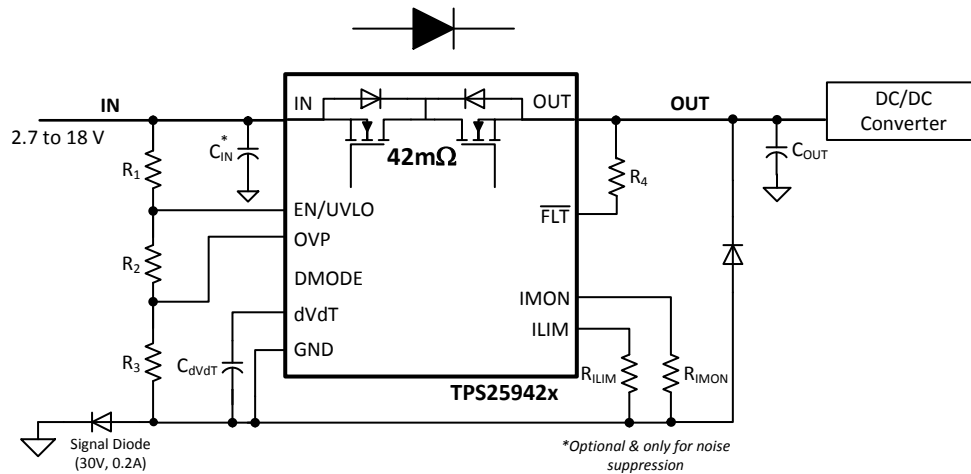 IN
2.7 to 18 V
R1
CIN*
R2
R3
CdVdT
IN
OUT
42mΩ
EN/UVLO
OVP
DMODE
dVdT
GND
FLT
IMON
ILIM
TPS25942x
OUT
R4
COUT
DC/DC
Converter
RILIM
RIMON
Signal Diode
(30V, 0.2A)
*Optional & only for noise
suppression